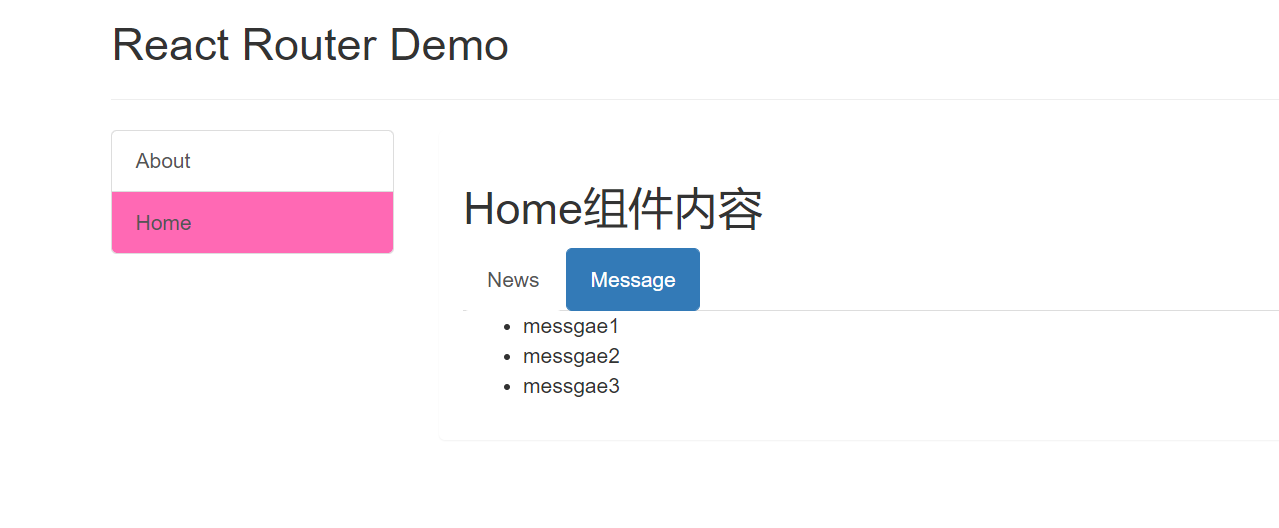 React Router Demo
About
Home
Home组件内容
News
Message
messgae1
messgae2
messgae3